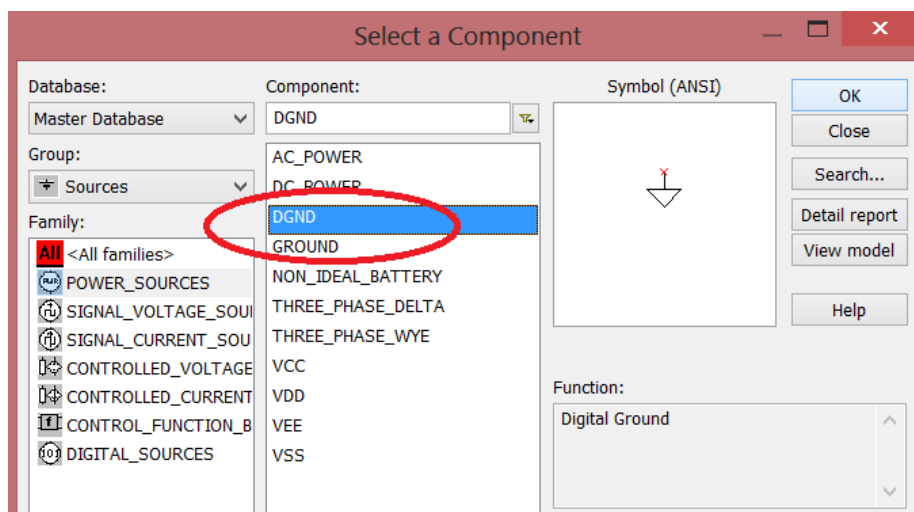 Select a Component
Database:
Master Database
Group:
Sources
Family:
All <All families>
POWER_SOURCES
SIGNAL_VOLTAGE_SOU
SIGNAL_CURRENT_SOU
CONTROLLED_VOLTAGE
CONTROLLED_CURRENT
CONTROL_FUNCTION_B
DIGITAL_SOURCES
Component:
DGND
AC_POWER
DC_POWER
DGND
GROUND
NON_IDEAL_BATTERY
THREE_PHASE_DELTA
THREE_PHASE_WYE
VCC
VDD
VEE
VSS
Symbol (ANSI)
Function:
Digital Ground
OK
Close
Search...
Detail report
View model
Help